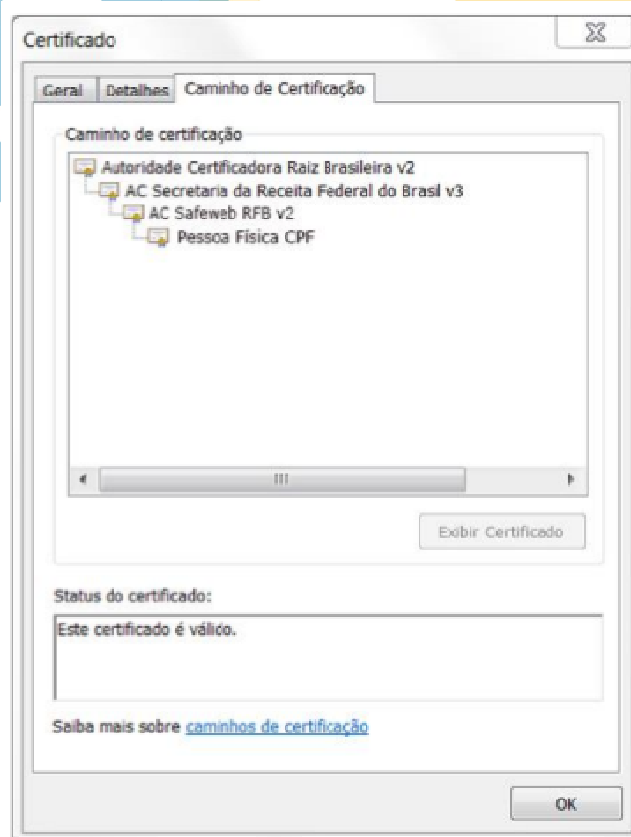 Certificado
Geral Detalhes Caminho de Certificação
Caminho de certificação
Autoridade Certificadora Raiz Brasileira v2
AC Secretaria da Receita Federal do Brasil v3
AC Safeweb RFB v2
Pessoa Física CPF
Exibir Certificado
Status do certificado:
Este certificado é válido.
Saiba mais sobre caminhos de certificação
OK